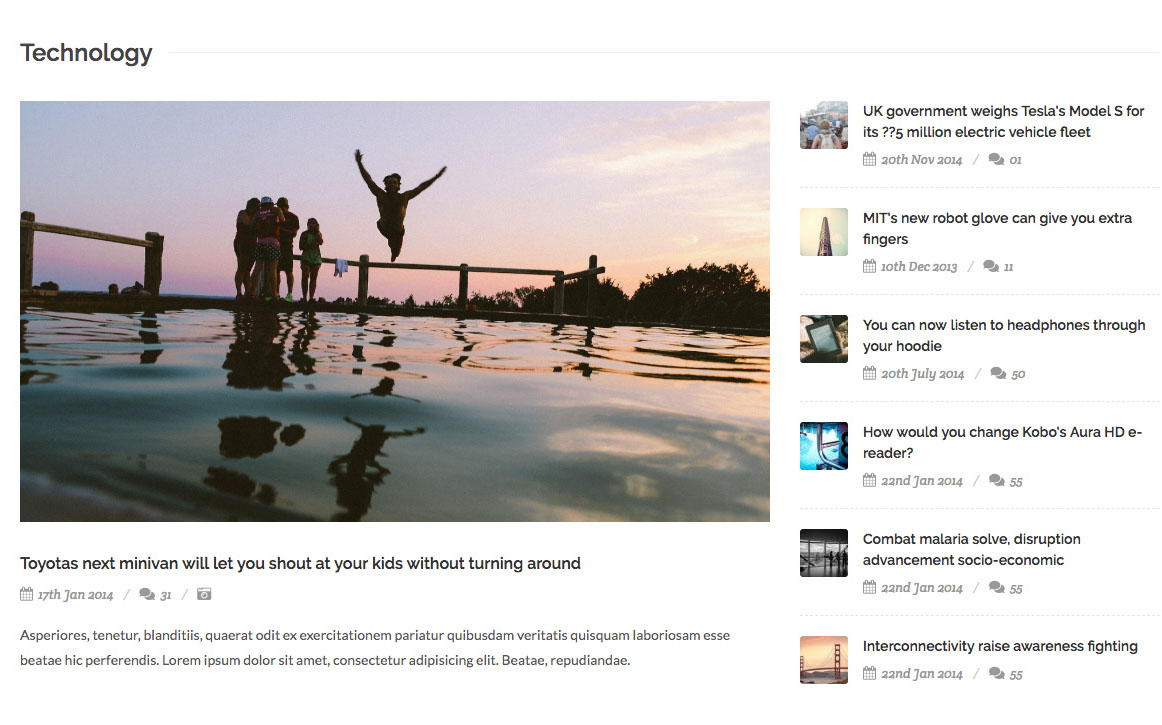 Technology
Toyotas next minivan will let you shout at your kids without turning around
17th Jan 2014 / 31 /
Asperiores, tenetur, blanditiis, quaerat odit ex exercitationem pariatur quibusdam veritatis quisquam laboriosam esse
beatae hic perferendis. Lorem ipsum dolor sit amet, consectetur adipisicing elit. Beatae, repudiandae.
UK government weighs Tesla's Model S for
its ??5 million electric vehicle fleet
20th Nov 2014 / 01
MIT's new robot glove can give you extra
fingers
10th Dec 2013 / 11
You can now listen to headphones through
your hoodie
20th July 2014 / 50
How would you change Kobo's Aura HD e-
reader?
22nd Jan 2014 / 55
Combat malaria solve, disruption
advancement socio-economic
22nd Jan 2014 / 55
Interconnectivity raise awareness fighting
22nd Jan 2014 / 55